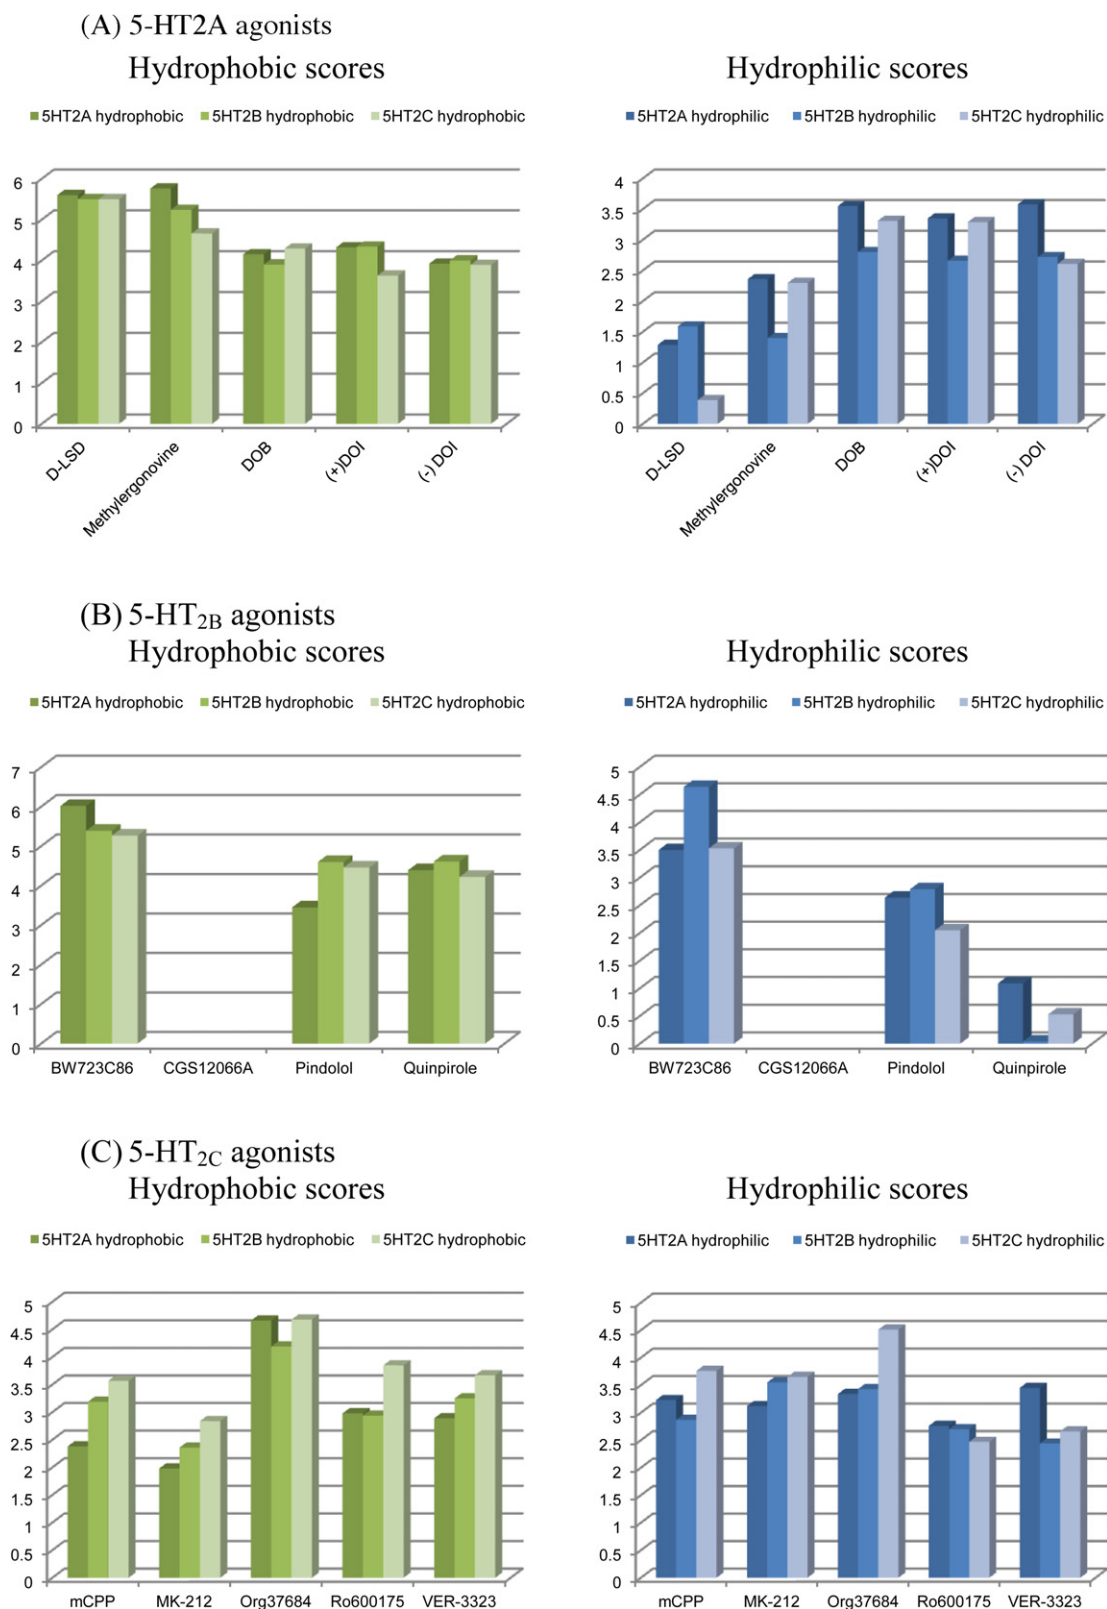 (A) 5-HT2A agonists
Hydrophobic scores
Hydrophilic scores
5HT2A hydrophobic 5HT2B hydrophobic 5HT2C hydrophobic
5HT2A hydrophilic 5HT2B hydrophilic 5HT2C hydrophilic
6
5
4
3
2
1
0
D-LSD
Methylergonovine
DOB
(+)DOI
(-) DOI
4
3.5
3
2.5
2
1.5
1
0.5
0
D-LSD
Methylergonovine
DOB
(+)DOI
(-) DOI
(B) 5-HT2B agonists
Hydrophobic scores
Hydrophilic scores
5HT2A hydrophobic 5HT2B hydrophobic 5HT2C hydrophobic
5HT2A hydrophilic 5HT2B hydrophilic 5HT2C hydrophilic
7
6
5
4
3
2
1
0
BW723C86 CGS12066A Pindolol Quinpirole
5
4.5
4
3.5
3
2.5
2
1.5
1
0.5
0
BW723C86 CGS12066A Pindolol Quinpirole
(C) 5-HT2C agonists
Hydrophobic scores
Hydrophilic scores
5HT2A hydrophobic 5HT2B hydrophobic 5HT2C hydrophobic
5HT2A hydrophilic 5HT2B hydrophilic 5HT2C hydrophilic
5
4.5
4
3.5
3
2.5
2
1.5
1
0.5
0
mCPP MK-212 Org37684 Ro600175 VER-3323
5
4.5
4
3.5
3
2.5
2
1.5
1
0.5
0
mCPP MK-212 Org37684 Ro600175 VER-3323